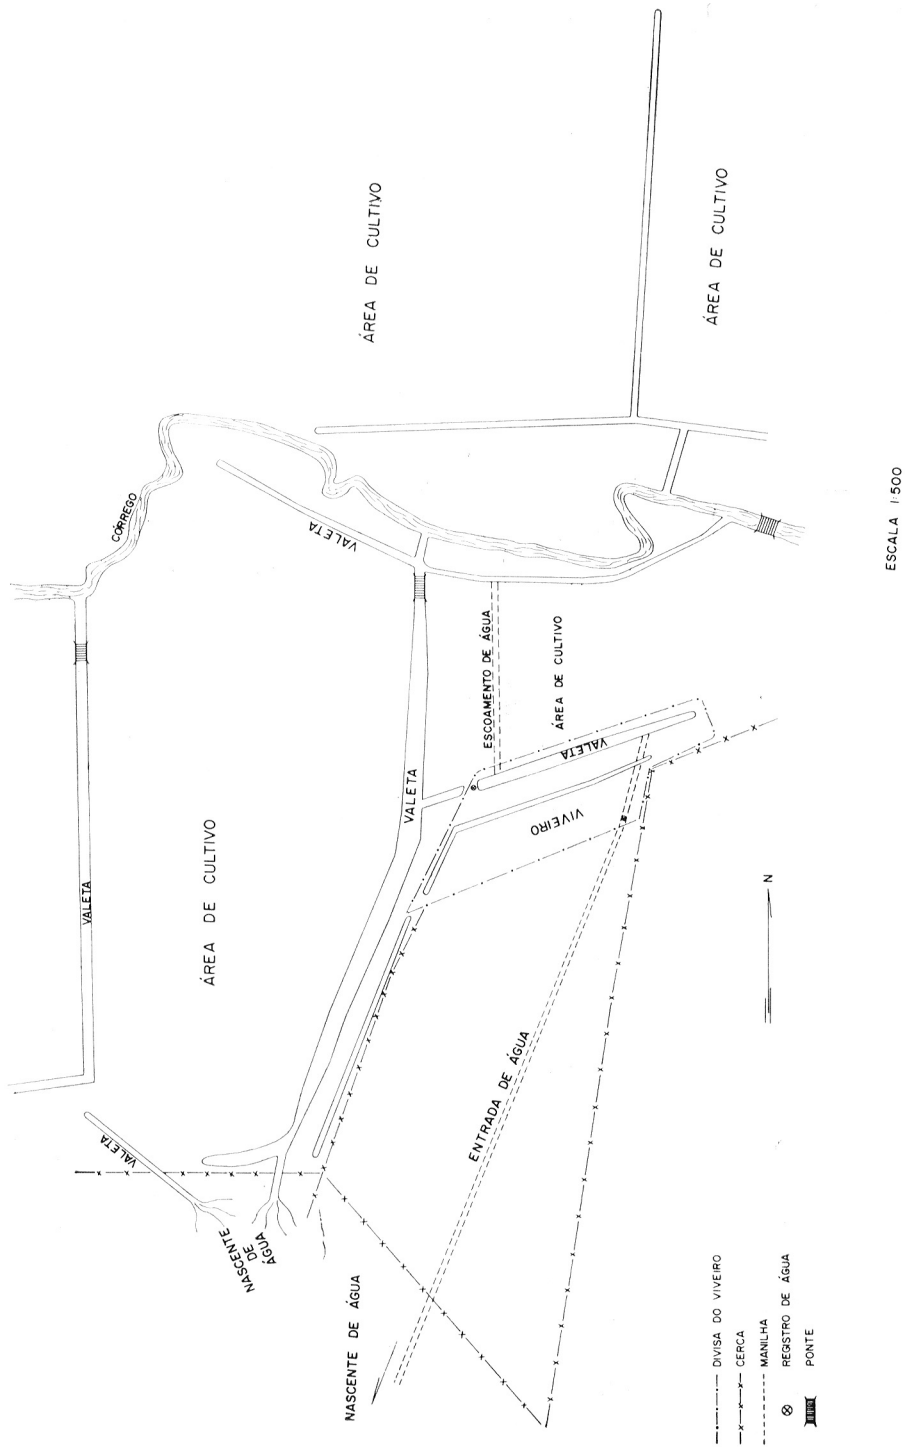 ÁREA DE CULTIVO
ÁREA DE CULTIVO
CÓRREGO
VALETA
ESCALA 1:500
ESCOAMENTO DE ÁGUA
ÁREA DE CULTIVO
VALETA
VALETA
VIVEIRO
ÁREA DE CULTIVO
VALETA
N
ENTRADA DE ÁGUA
VALETA
NASCENTE
DE
ÁGUA
NASCENTE DE ÁGUA
DIVISA DO VIVEIRO
CERCA
MANILHA
REGISTRO DE ÁGUA
PONTE